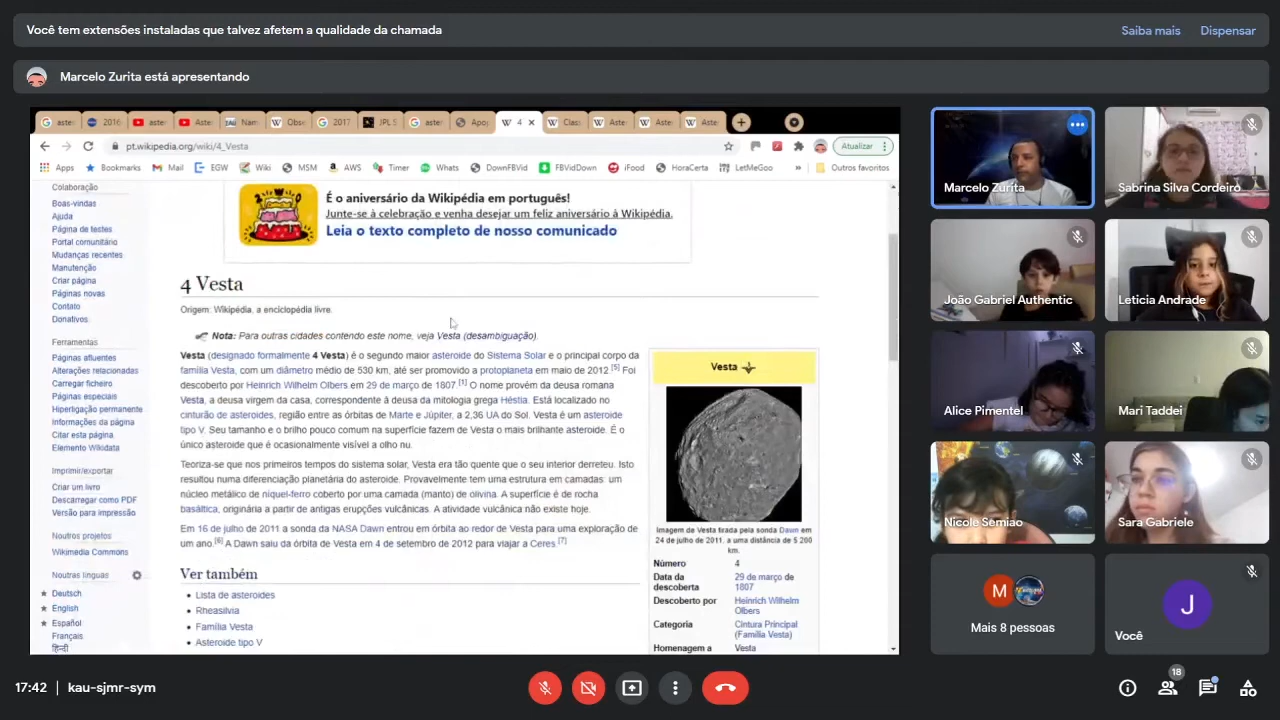 Você tem extensões instaladas que talvez afetem a qualidade da chamada
Saiba mais
Dispensar
Marcelo Zurita está apresentando
aste
2016-
aste
Aste
Nam
Obse
2017
JPL S
aste
Apop
4
Clas
Aste
Aste
Aste
pt.wikipedia.org/wiki/4_Vesta
Atualizar
Apps
Bookmarks
Mail
EGW
Wiki
MSM
AWS
Timer
Whats
DownFBVid
FBVidDown
iFood
HoraCerta
LetMeGoo
»
Outros favoritos
Colaboração
Boas-vindas
Ajuda
Página de testes
Portal comunitário
Mudanças recentes
Manutenção
Criar página
Páginas novas
Contato
Donativos
Ferramentas
Páginas afluentes
Alterações relacionadas
Carregar ficheiro
Páginas especiais
Hiperligação permanente
Informações da página
Citar esta página
Elemento Wikidata
Imprimir/exportar
Criar um livro
Descarregar como PDF
Versão para impressão
Noutros projetos
Wikimedia Commons
Noutras línguas
Deutsch
English
Español
Français
हिन्दी
É o aniversário da Wikipédia em português!
Junte-se à celebração e venha desejar um feliz aniversário à Wikipédia.
Leia o texto completo de nosso comunicado
4 Vesta
Origem: Wikipédia, a enciclopédia livre.
Nota: Para outras cidades contendo este nome, veja Vesta (desambiguação).
Vesta (designado formalmente 4 Vesta) é o segundo maior asteroide do Sistema Solar e o principal corpo da
família Vesta, com um diâmetro médio de 530 km, até ser promovido a protoplaneta em maio de 2012.[5] Foi
descoberto por Heinrich Wilhelm Olbers em 29 de março de 1807.[1] O nome provém da deusa romana
Vesta, a deusa virgem da casa, correspondente à deusa da mitologia grega Héstia. Está localizado no
cinturão de asteroides, região entre as órbitas de Marte e Júpiter, a 2,36 UA do Sol. Vesta é um asteroide
tipo V. Seu tamanho e o brilho pouco comum na superfície fazem de Vesta o mais brilhante asteroide. É o
único asteroide que é ocasionalmente visível a olho nu.
Teoriza-se que nos primeiros tempos do sistema solar, Vesta era tão quente que o seu interior derreteu. Isto
resultou numa diferenciação planetária do asteroide. Provavelmente tem uma estrutura em camadas: um
núcleo metálico de níquel-ferro coberto por uma camada (manto) de olivina. A superfície é de rocha
basáltica, originária a partir de antigas erupções vulcânicas. A atividade vulcânica não existe hoje.
Em 16 de julho de 2011 a sonda da NASA Dawn entrou em órbita ao redor de Vesta para uma exploração de
um ano.[6] A Dawn saiu da órbita de Vesta em 4 de setembro de 2012 para viajar a Ceres.[7]
Ver também
Lista de asteroides
Rheasilvia
Família Vesta
Asteroide tipo V
Vesta
Imagem de Vesta tirada pela sonda Dawn em
24 de julho de 2011, a uma distância de 5 200
km.
Número 4
Data da descoberta 29 de março de 1807
Descoberto por Heinrich Wilhelm Olbers
Categoria Cintura Principal (Família Vesta)
Homenagem a Vesta
Marcelo Zurita
Sabrina Silva Cordeiro
João Gabriel Authentic
Leticia Andrade
Alice Pimentel
Mari Taddei
Nicole Semião
Sara Gabriele
M
Mais 8 pessoas
J
Você
17:42 | kau-sjmr-sym
18